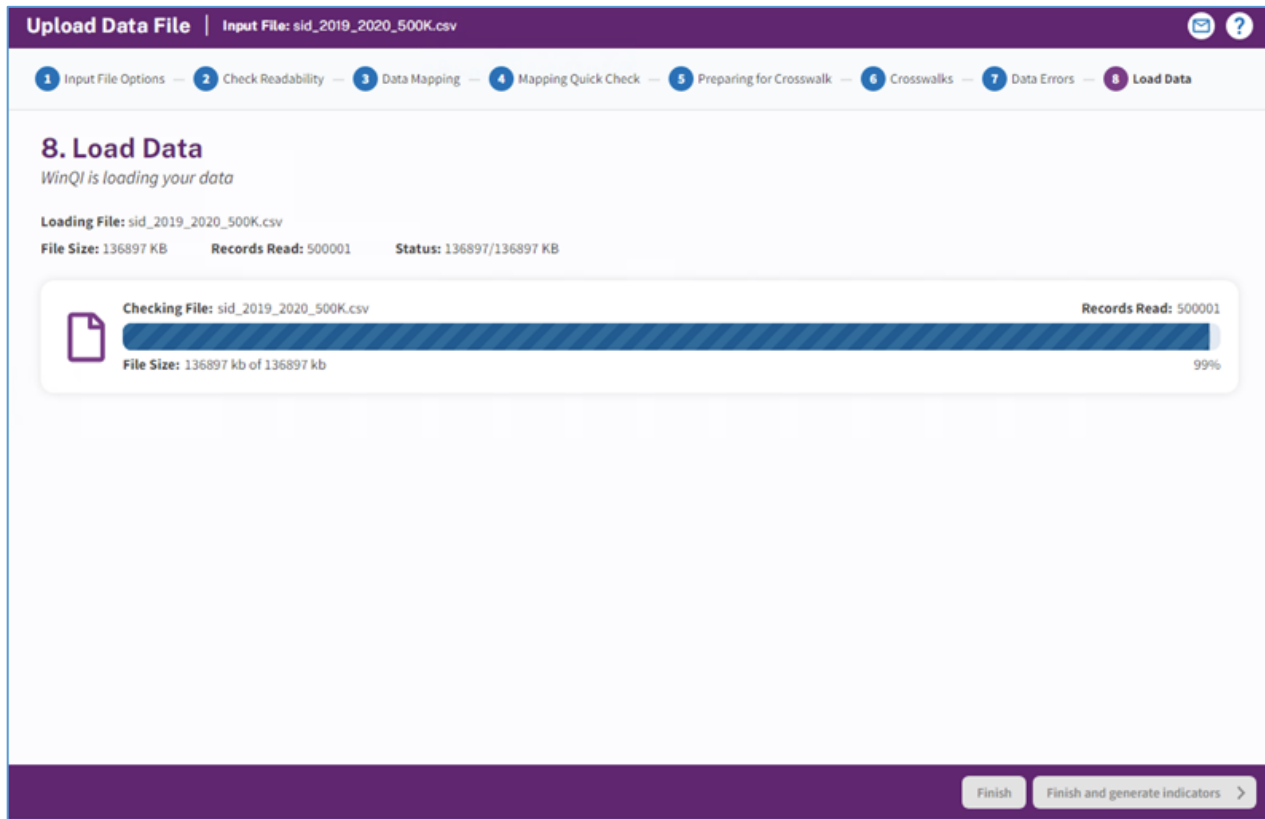 Upload Data File | Input File: sid_2019_2020_500K.csv ?
1 Input File Options — 2 Check Readability — 3 Data Mapping — 4 Mapping Quick Check — 5 Preparing for Crosswalk — 6 Crosswalks — 7 Data Errors — 8 Load Data
8. Load Data
WinQI is loading your data
Loading File: sid_2019_2020_500K.csv
File Size: 136897 KB Records Read: 500001 Status: 136897/136897 KB
Checking File: sid_2019_2020_500K.csv Records Read: 500001
File Size: 136897 kb of 136897 kb 99%
Finish Finish and generate indicators >